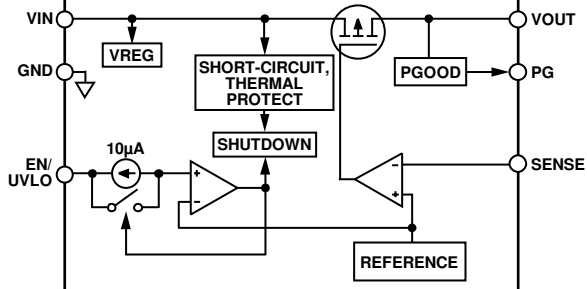 VIN
VOUT
VREG
GND
SHORT-CIRCUIT,
THERMAL
PROTECT
PGOOD
PG
10µA
SHUTDOWN
EN/
UVLO
+
–
–
+
SENSE
REFERENCE